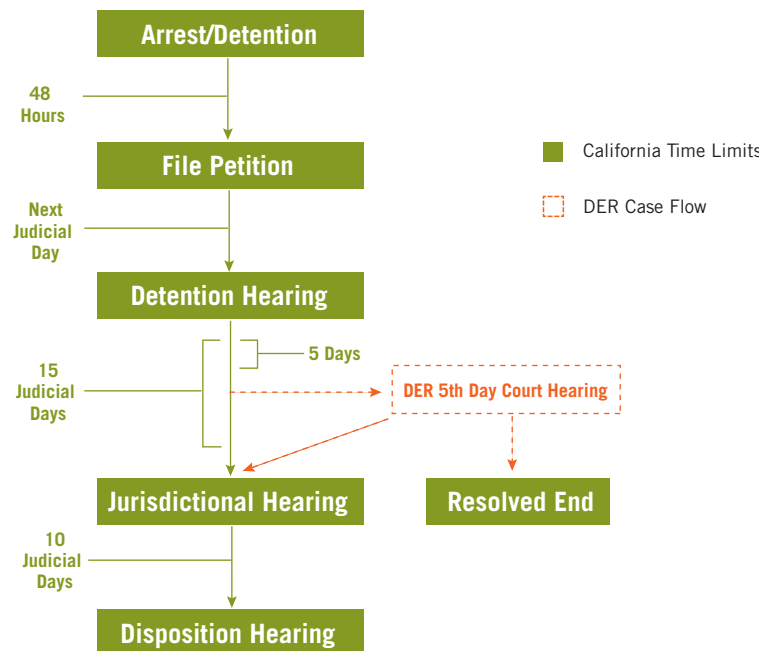 Arrest/Detention
48
Hours
File Petition
California Time Limits
DER Case Flow
Next
Judicial
Day
Detention Hearing
5 Days
15
Judicial
Days
DER 5th Day Court Hearing
Jurisdictional Hearing
Resolved End
10
Judicial
Days
Disposition Hearing